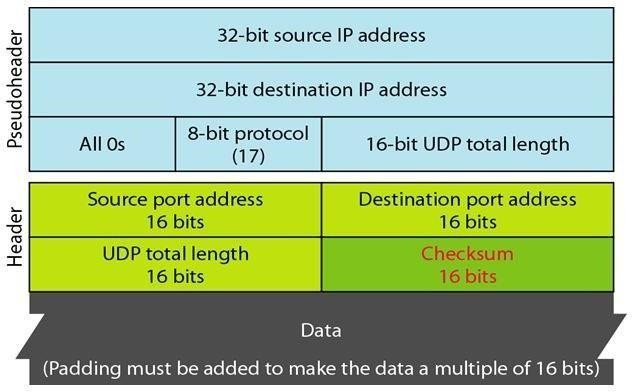 Pseudoheader
32-bit source IP address
32-bit destination IP address
All 0s
8-bit protocol
(17)
16-bit UDP total length
Header
Source port address
16 bits
Destination port address
16 bits
UDP total length
16 bits
Checksum
16 bits
Data
(Padding must be added to make the data a multiple of 16 bits)